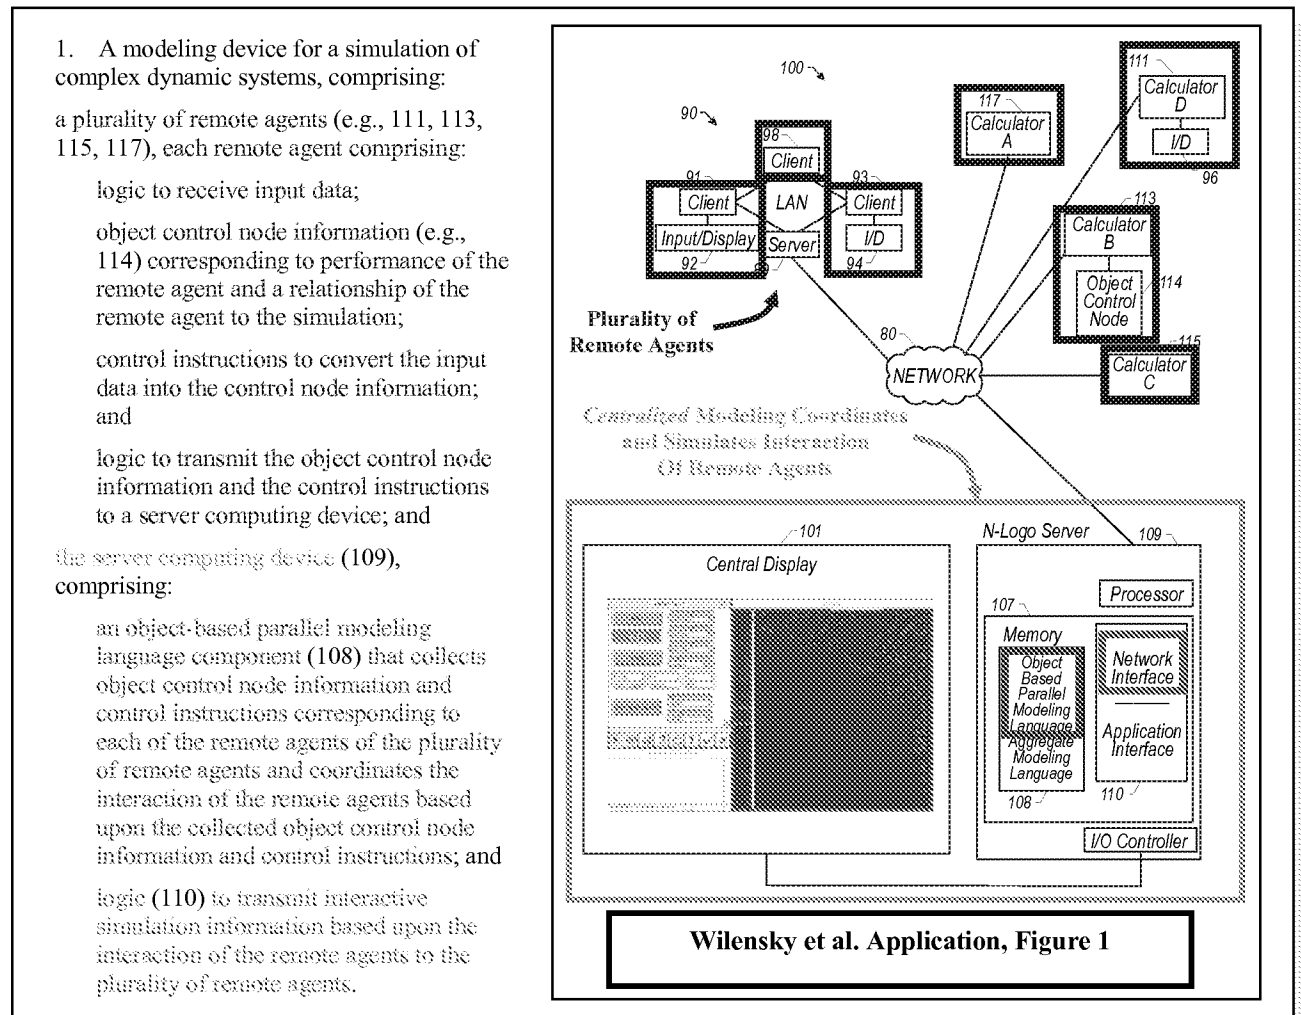 1. A modeling device for a simulation of
complex dynamic systems, comprising:
a plurality of remote agents (e.g., 111, 113,
115, 117), each remote agent comprising:
logic to receive input data;
object control node information (e.g.,
114) corresponding to performance of the
remote agent and a relationship of the
remote agent to the simulation;
control instructions to convert the input
data into the control node information;
and
logic to transmit the object control node
information and the control instructions
to a server computing device; and
the server computing device (109),
comprising:
an object-based parallel modeling
language component (108) that collects
object control node information and
control instructions corresponding to
each of the remote agents of the plurality
of remote agents and coordinates the
interaction of the remote agents based
upon the collected object control node
information and control instructions; and
logic (110) to transmit interactive
simulation information based upon the
interaction of the remote agents to the
plurality of remote agents.
100
90
98
Client
91
Client
Input/Display
92
LAN
Server
93
Client
I/D
94
117
Calculator
A
111
Calculator
D
I/D
96
113
Calculator
B
Object
Control
Node
114
115
Calculator
C
Plurality of
Remote Agents
80
NETWORK
Centralized Modeling Coordinates
and Simulates Interaction
Of Remote Agents
101
Central Display
N-Logo Server
109
Processor
107
Memory
Object
Based
Parallel
Modeling
Language
Aggregate
Modeling
Language
108
Network
Interface
Application
Interface
110
I/O Controller
Wilensky et al. Application, Figure 1